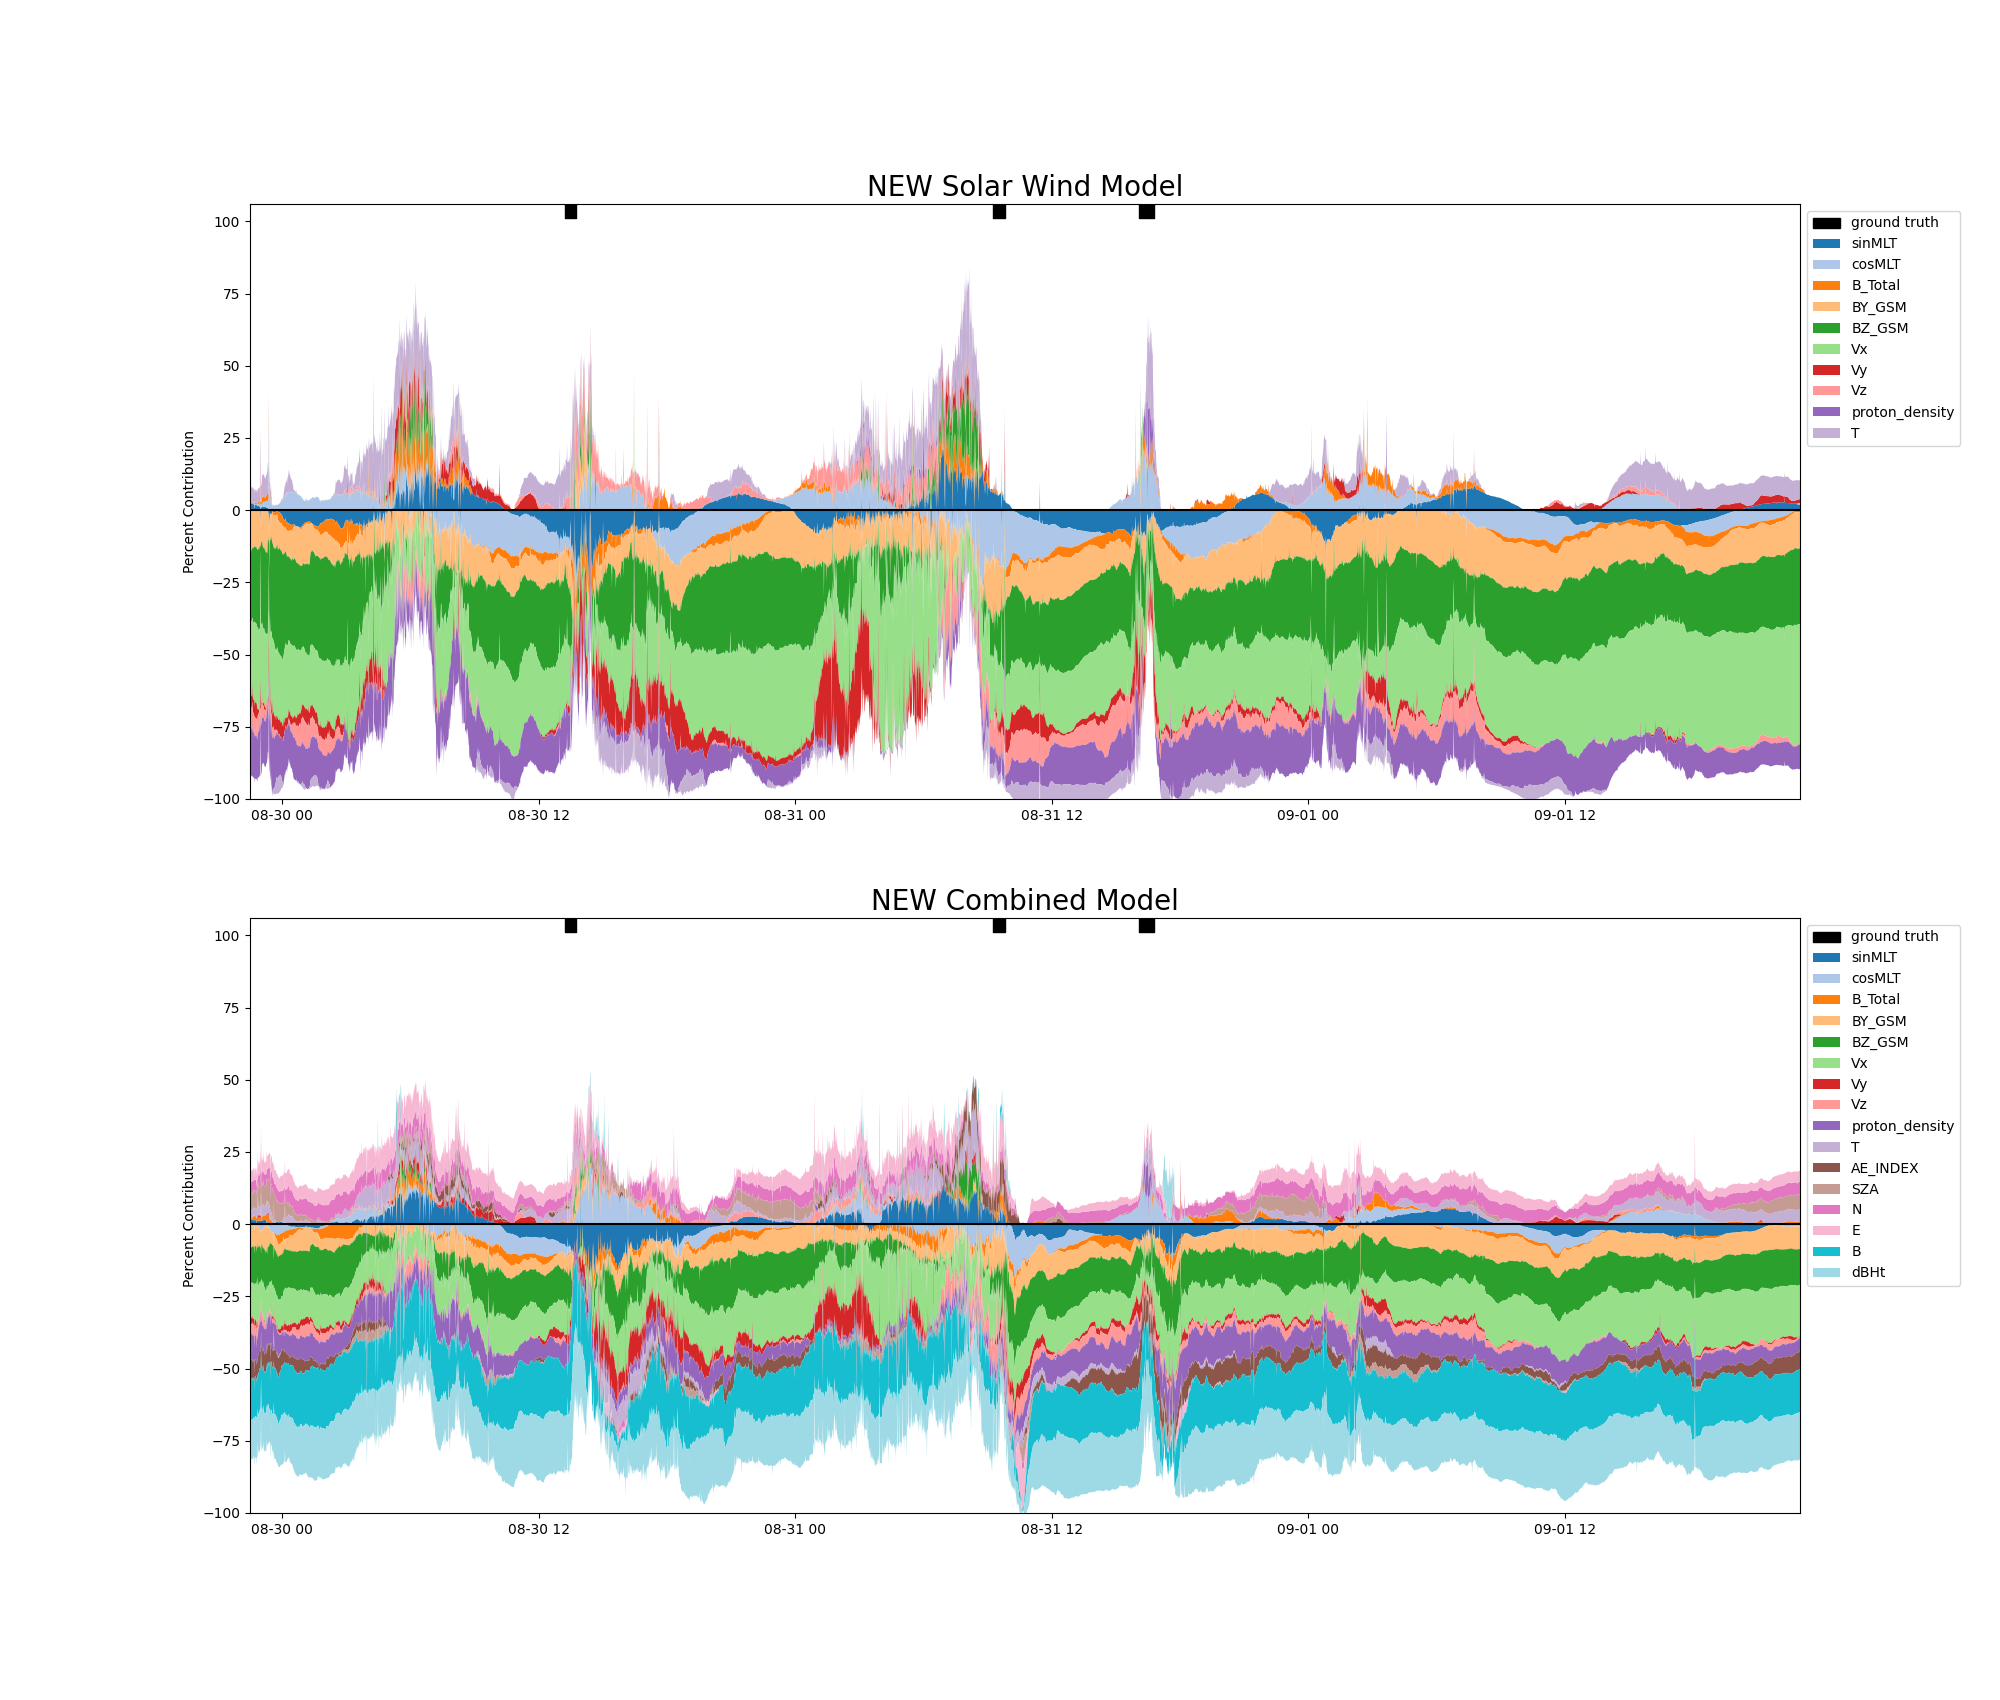 NEW Solar Wind Model
100
75
50
25
0
−25
−50
−75
−100
Percent Contribution
08-30 00
08-30 12
08-31 00
08-31 12
09-01 00
09-01 12
ground truth
sinMLT
cosMLT
B_Total
BY_GSM
BZ_GSM
Vx
Vy
Vz
proton_density
T
NEW Combined Model
100
75
50
25
0
−25
−50
−75
−100
Percent Contribution
08-30 00
08-30 12
08-31 00
08-31 12
09-01 00
09-01 12
ground truth
sinMLT
cosMLT
B_Total
BY_GSM
BZ_GSM
Vx
Vy
Vz
proton_density
T
AE_INDEX
SZA
N
E
B
dBHt